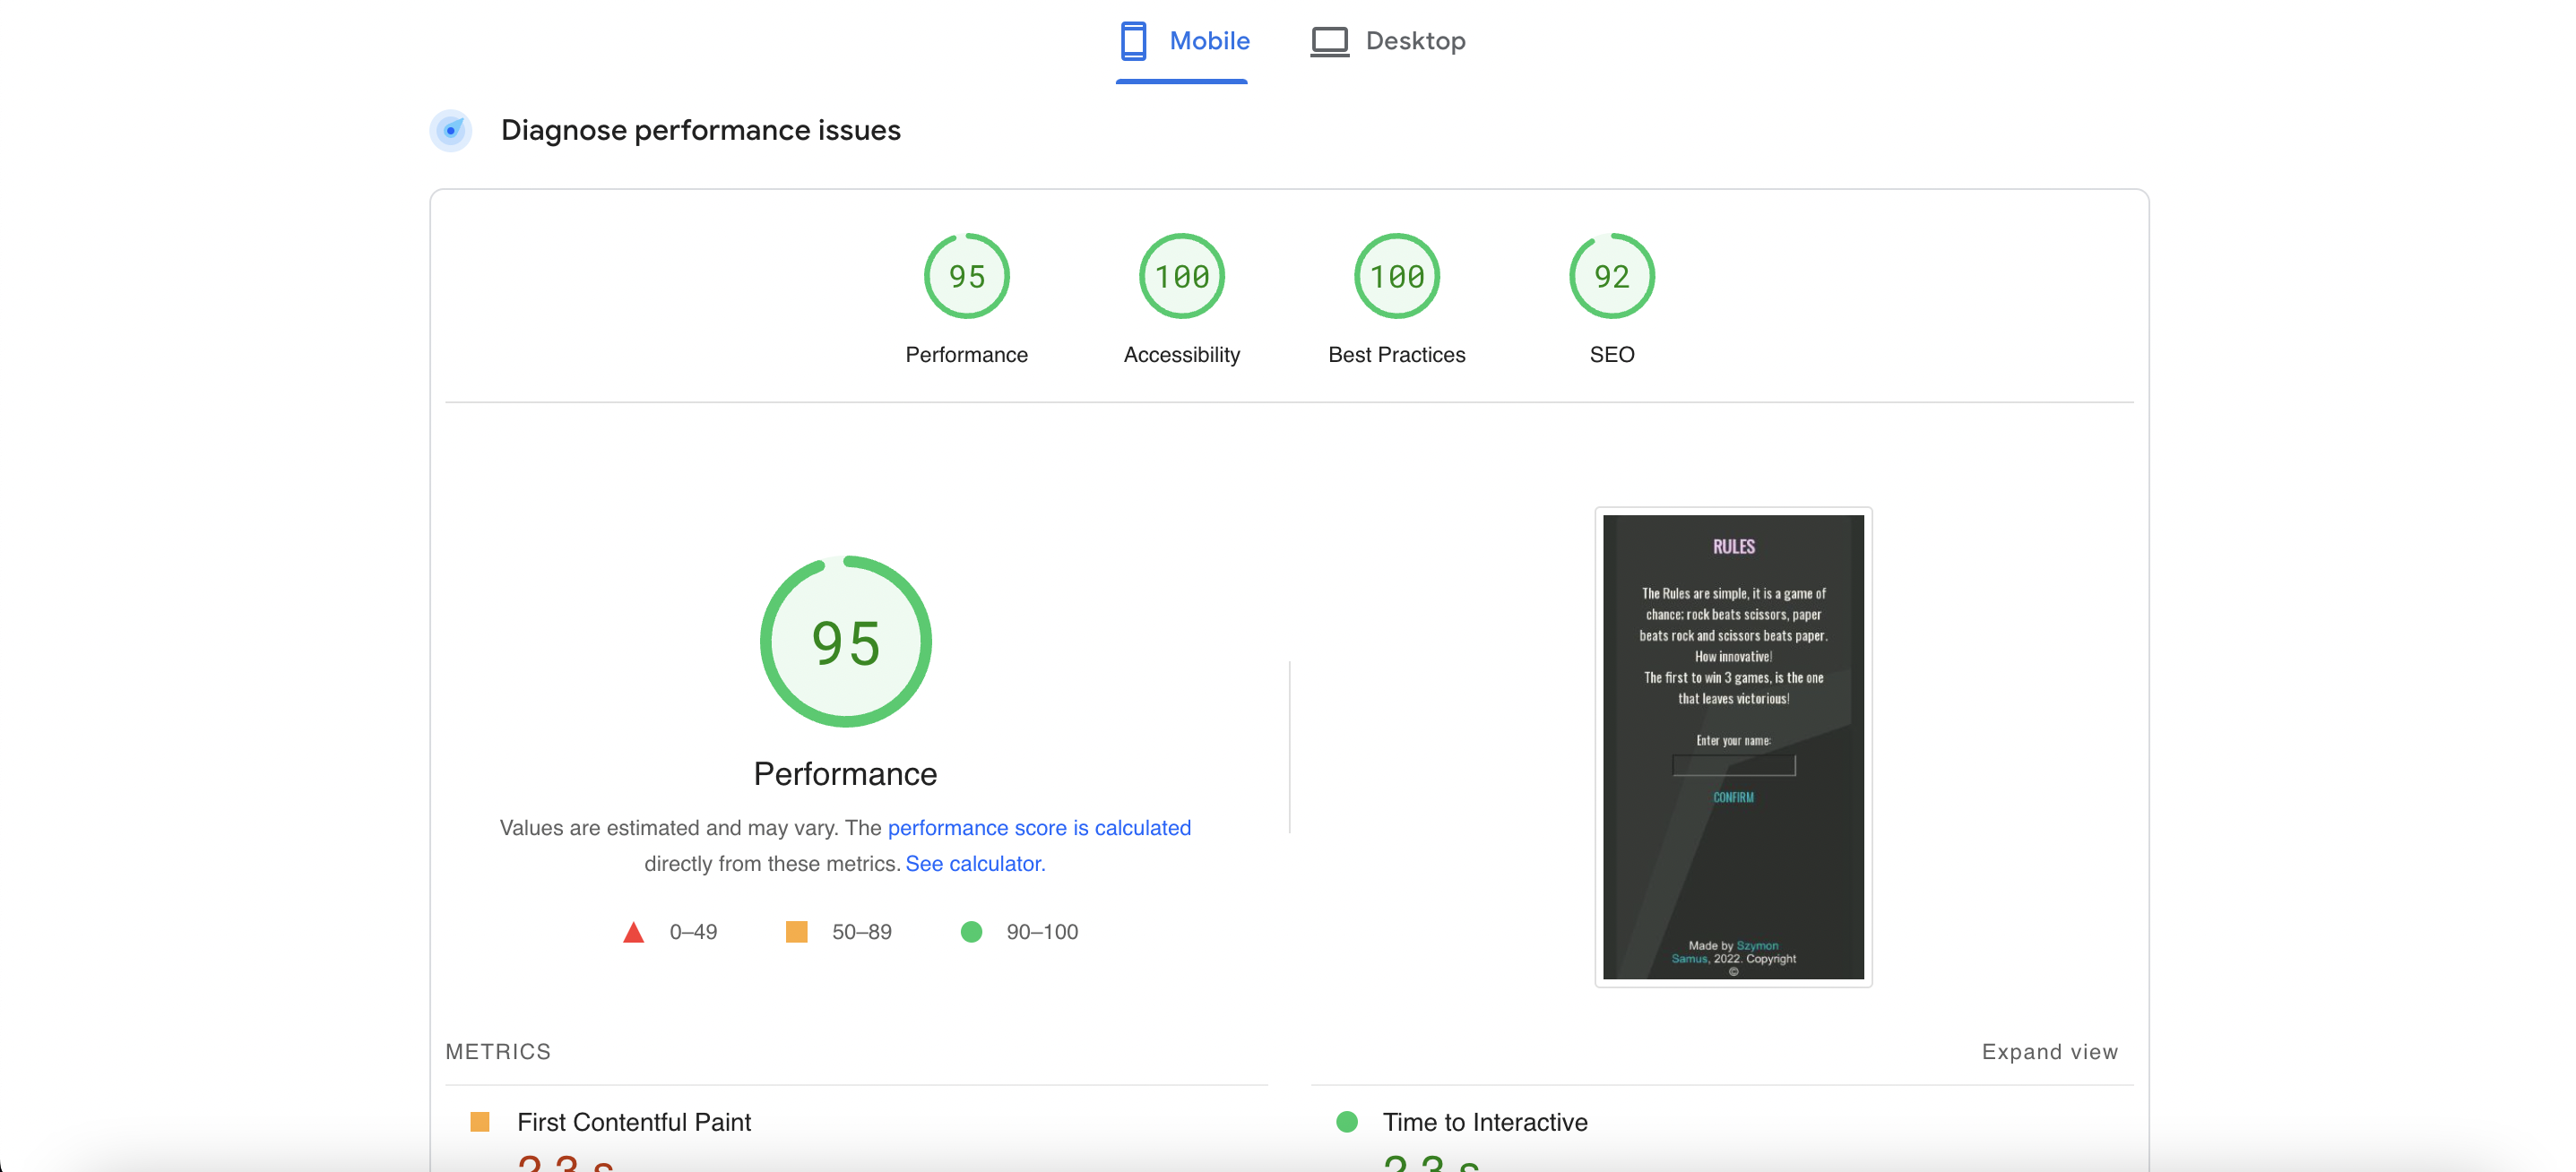 Mobile
Desktop
Diagnose performance issues
95
100
100
92
Performance
Accessibility
Best Practices
SEO
95
Performance
Values are estimated and may vary. The performance score is calculated
directly from these metrics. See calculator.
0–49
50–89
90–100
RULES
The Rules are simple, it is a game of
chance; rock beats scissors, paper
beats rock and scissors beats paper.
How innovative!
The first to win 3 games, is the one
that leaves victorious!
Enter your name:
CONFIRM
Made by Szymon
Samus, 2022. Copyright
©
METRICS
Expand view
First Contentful Paint
Time to Interactive
2.3 s
2.3 s